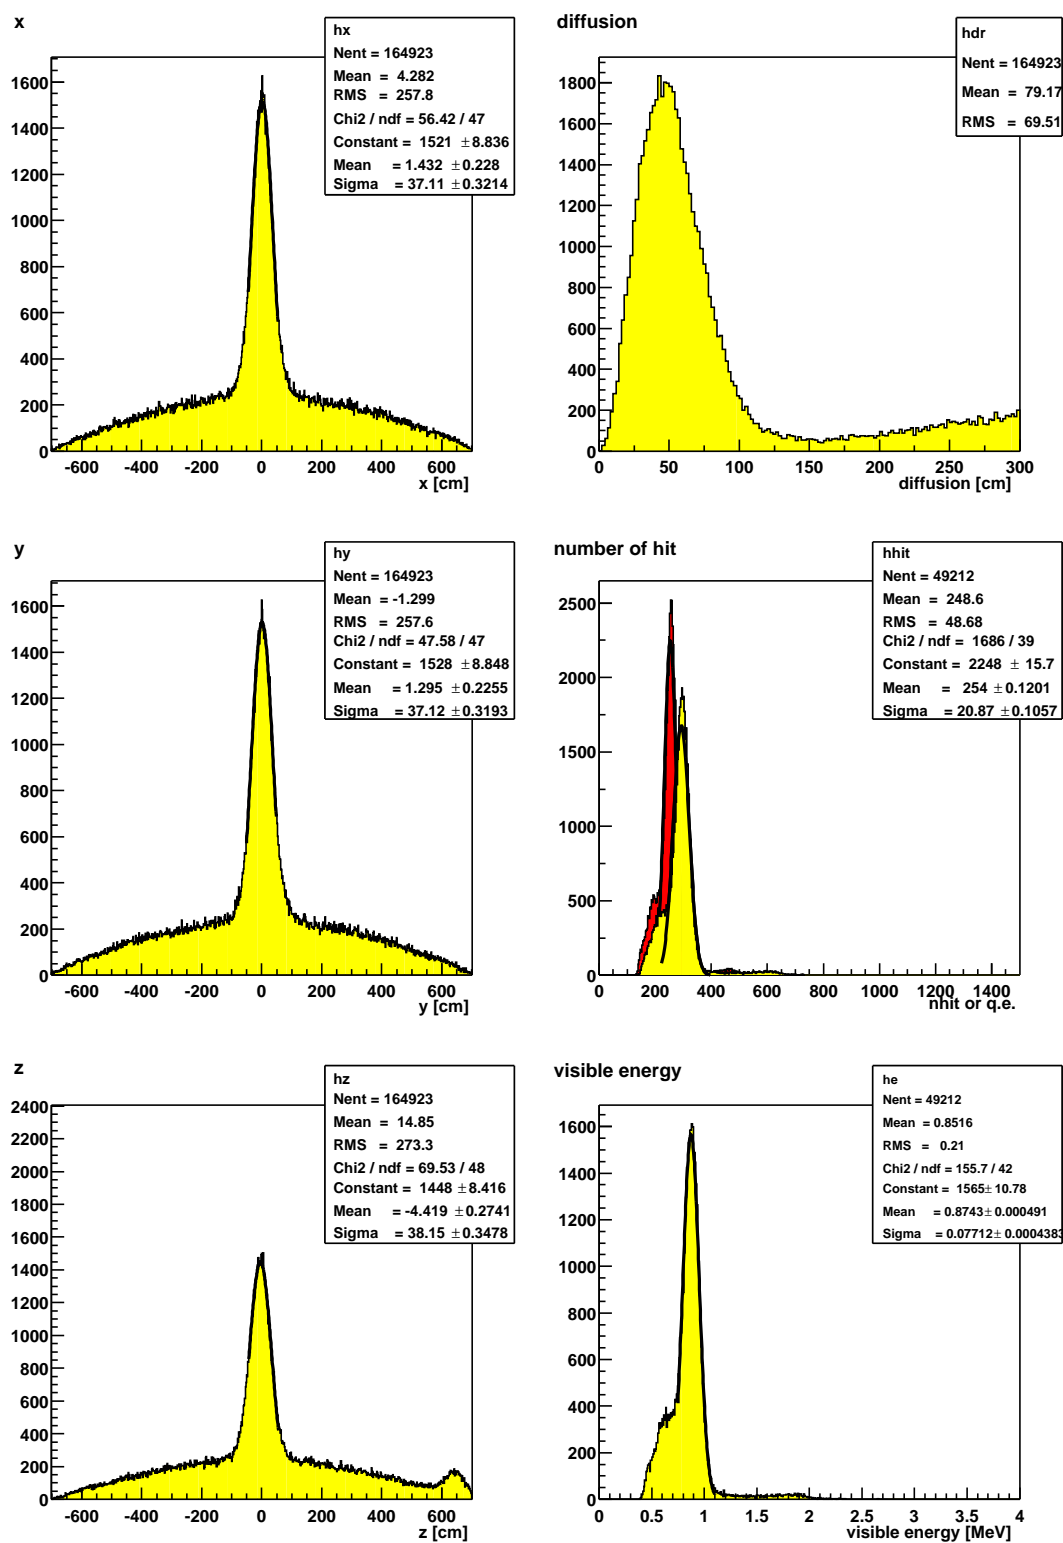 x
hx
Nent = 164923
Mean = 4.282
RMS = 257.8
Chi2 / ndf = 56.42 / 47
Constant = 1521 ±8.836
Mean = 1.432 ±0.228
Sigma = 37.11 ±0.3214
1600
1400
1200
1000
800
600
400
200
0
-600 -400 -200 0 200 400 600
x [cm]
diffusion
hdr
Nent = 164923
Mean = 79.17
RMS = 69.51
1800
1600
1400
1200
1000
800
600
400
200
0
0 50 100 150 200 250 300
diffusion [cm]
y
hy
Nent = 164923
Mean = -1.299
RMS = 257.6
Chi2 / ndf = 47.58 / 47
Constant = 1528 ±8.848
Mean = 1.295 ±0.2255
Sigma = 37.12 ±0.3193
1600
1400
1200
1000
800
600
400
200
0
-600 -400 -200 0 200 400 600
y [cm]
number of hit
hhit
Nent = 49212
Mean = 248.6
RMS = 48.68
Chi2 / ndf = 1686 / 39
Constant = 2248 ± 15.7
Mean = 254 ±0.1201
Sigma = 20.87 ±0.1057
2500
2000
1500
1000
500
0
0 200 400 600 800 1000 1200 1400
nhit or q.e.
z
hz
Nent = 164923
Mean = 14.85
RMS = 273.3
Chi2 / ndf = 69.53 / 48
Constant = 1448 ±8.416
Mean = -4.419 ±0.2741
Sigma = 38.15 ±0.3478
2400
2200
2000
1800
1600
1400
1200
1000
800
600
400
200
0
-600 -400 -200 0 200 400 600
z [cm]
visible energy
he
Nent = 49212
Mean = 0.8516
RMS = 0.21
Chi2 / ndf = 155.7 / 42
Constant = 1565± 10.78
Mean = 0.8743± 0.000491
Sigma = 0.07712± 0.0004383
1600
1400
1200
1000
800
600
400
200
0
0 0.5 1 1.5 2 2.5 3 3.5 4
visible energy [MeV]